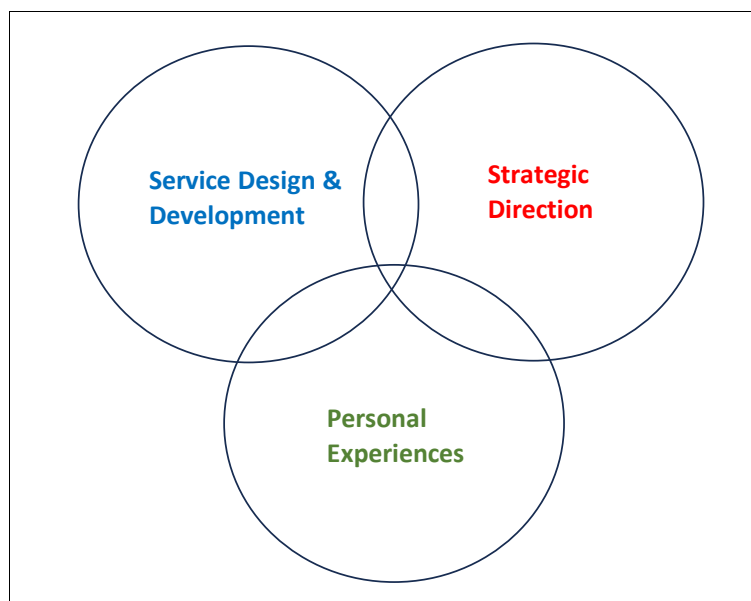 Service Design &
Development
Strategic
Direction
Personal
Experiences